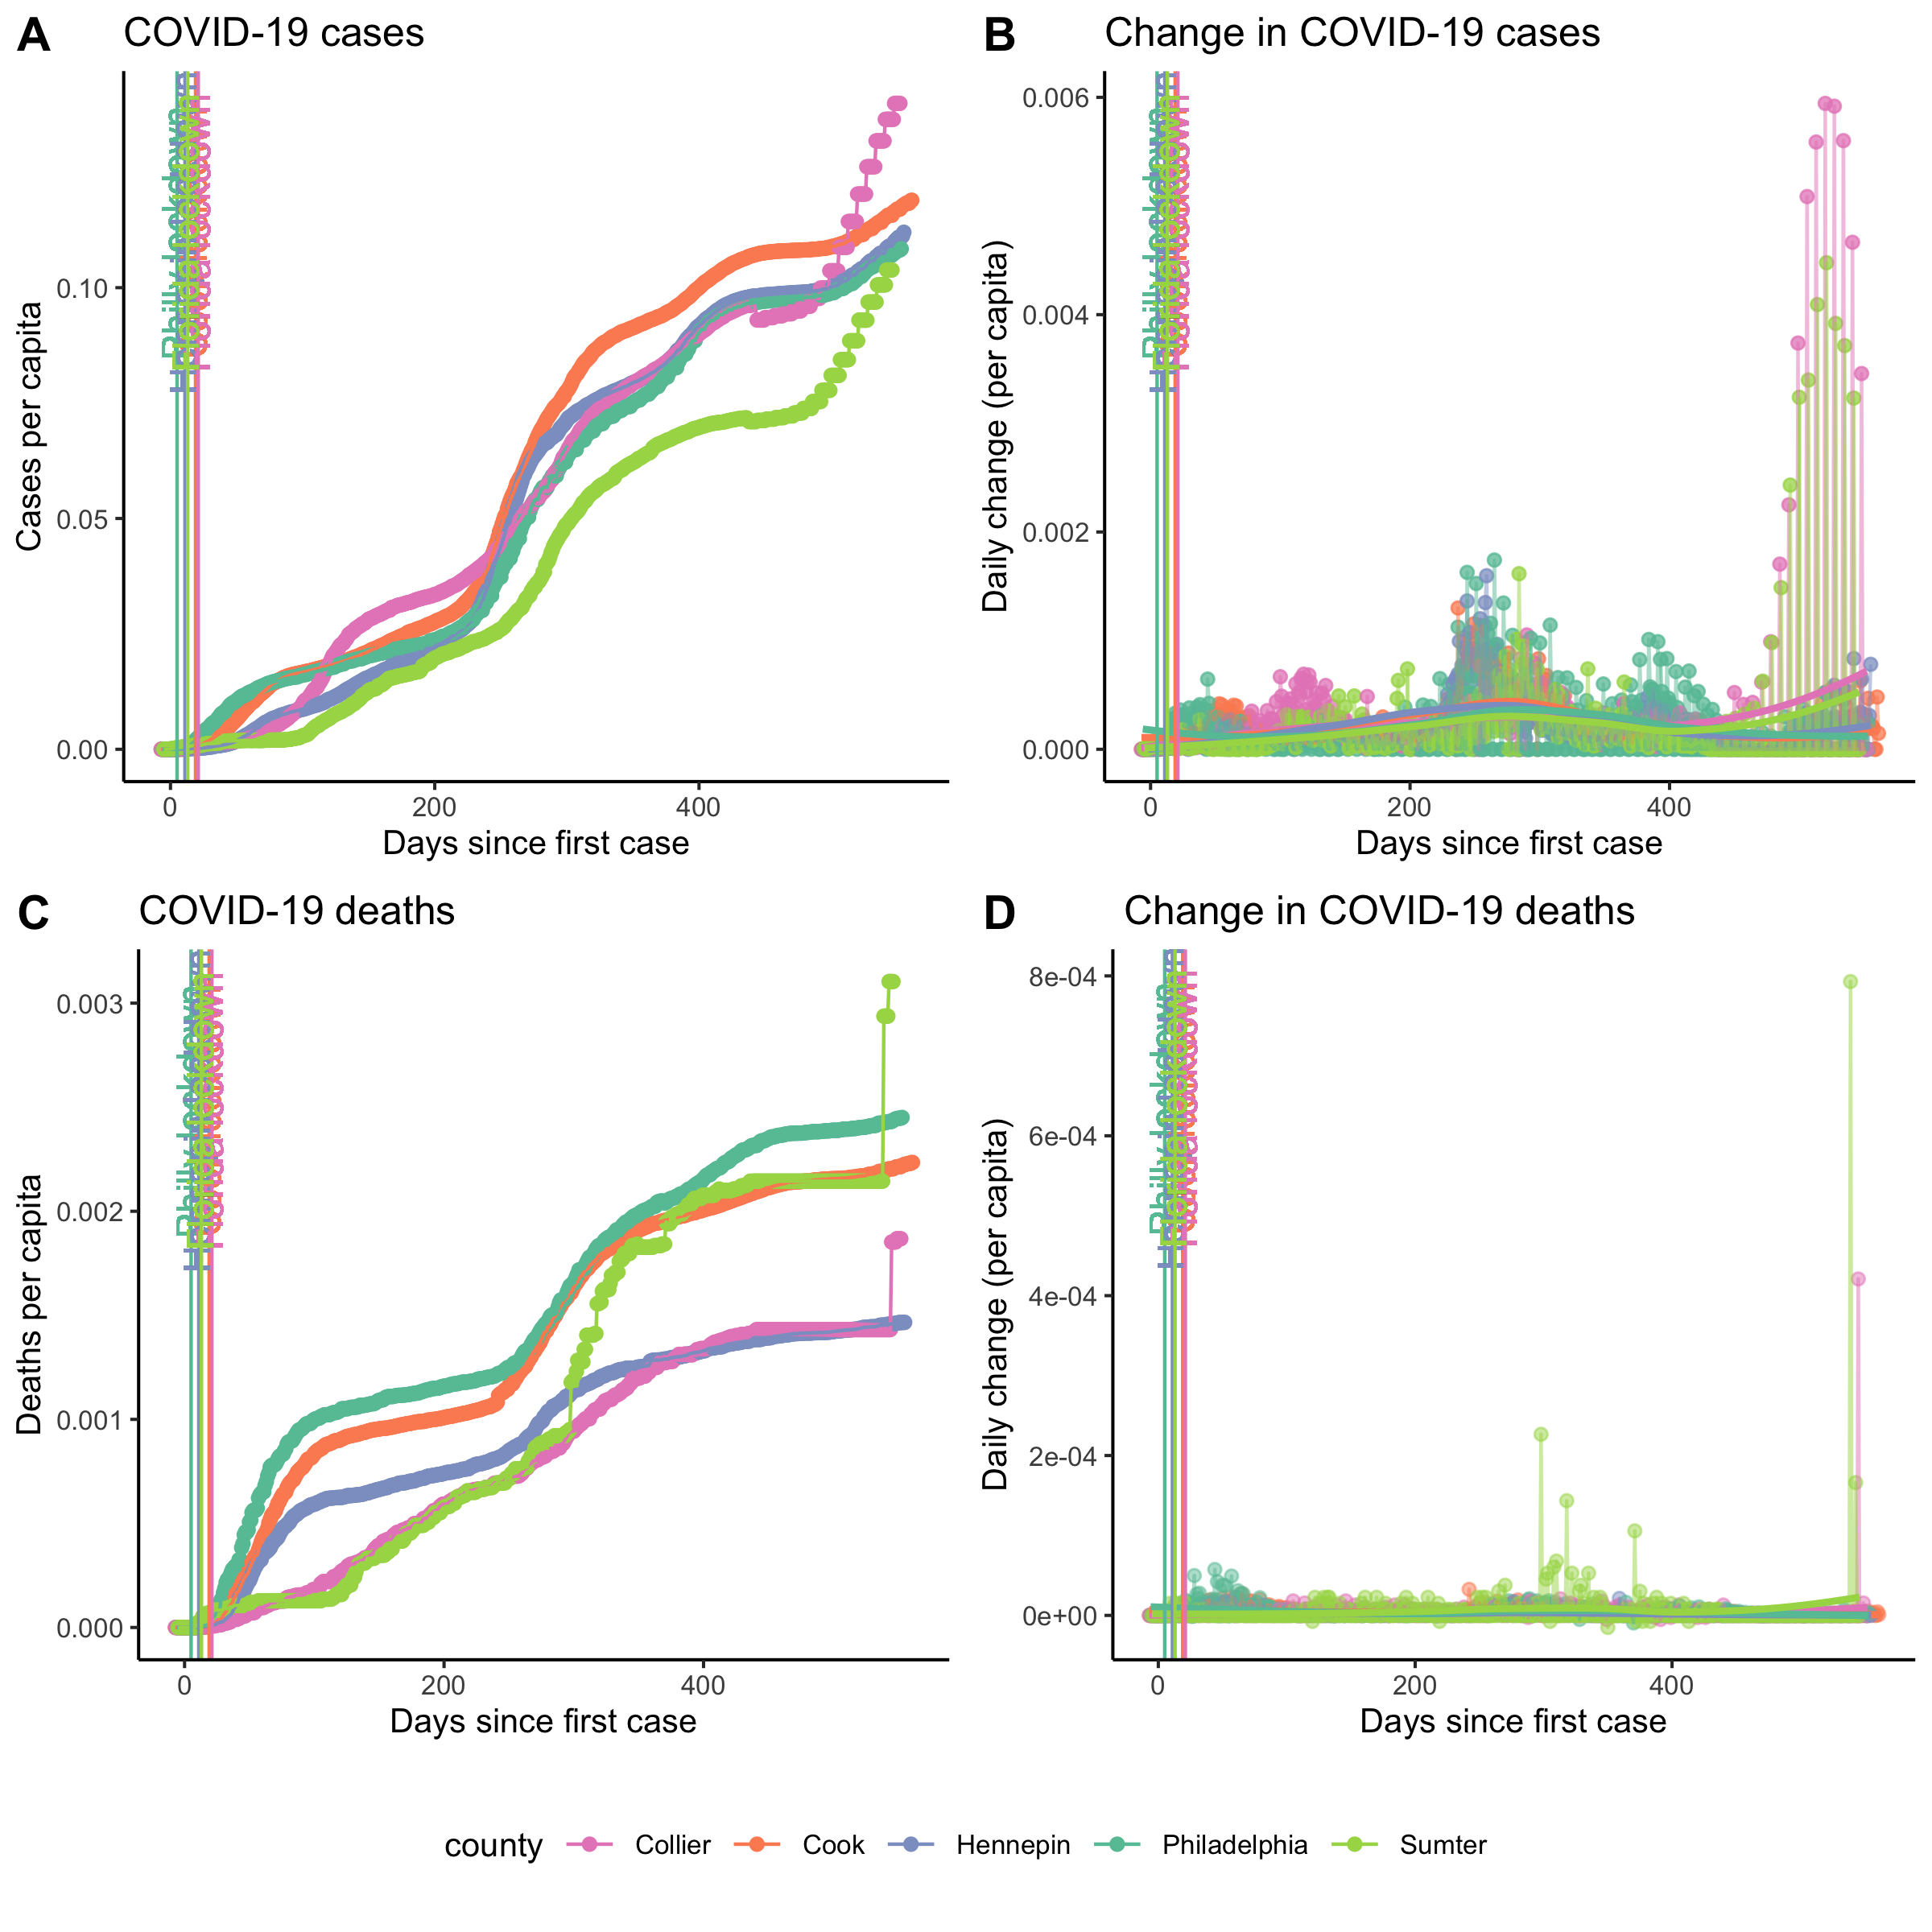 A COVID-19 cases
Cases per capita
0.10
0.05
0.00
0 200 400
Days since first case
B Change in COVID-19 cases
Daily change (per capita)
0.006
0.004
0.002
0.000
0 200 400
Days since first case
C COVID-19 deaths
Deaths per capita
0.003
0.002
0.001
0.000
0 200 400
Days since first case
D Change in COVID-19 deaths
Daily change (per capita)
8e-04
6e-04
4e-04
2e-04
0e+00
0 200 400
Days since first case
county Collier Cook Hennepin Philadelphia Sumter